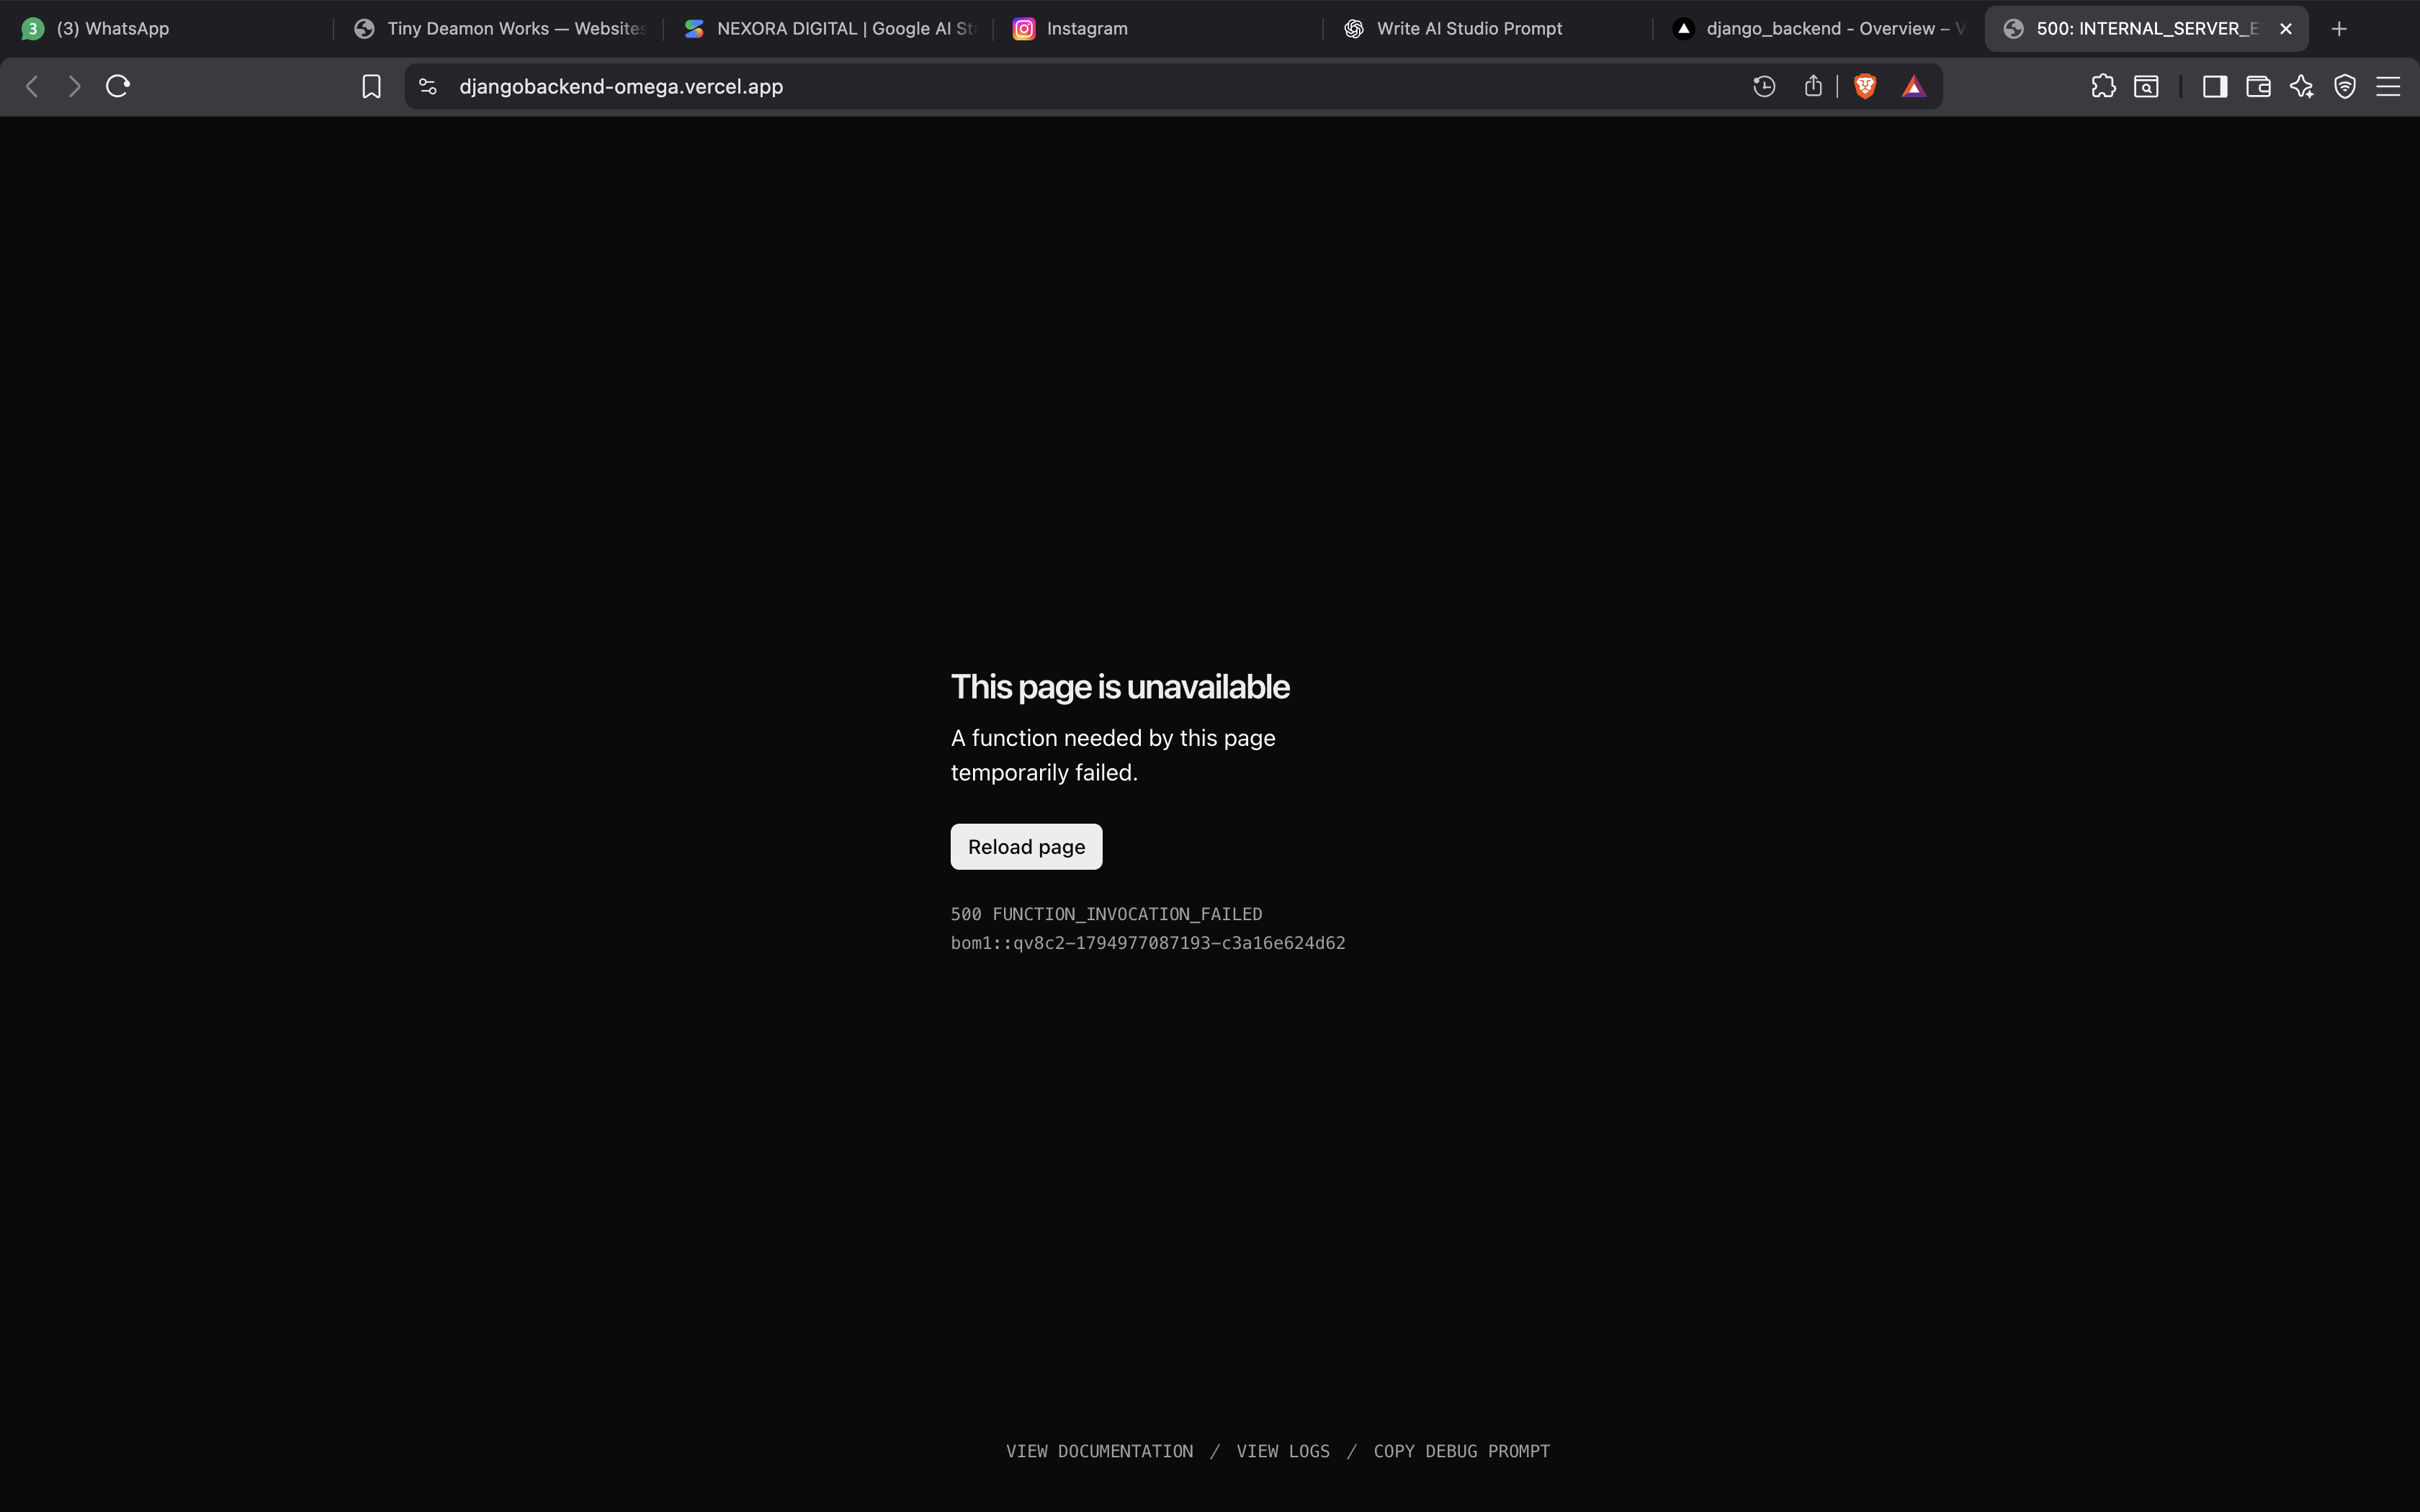 3 (3) WhatsApp
Tiny Deamon Works — Websites
NEXORA DIGITAL | Google AI St
Instagram
Write AI Studio Prompt
django_backend - Overview – V
500: INTERNAL_SERVER_E
djangobackend-omega.vercel.app
This page is unavailable
A function needed by this page
temporarily failed.
Reload page
500 FUNCTION_INVOCATION_FAILED
bom1::qv8c2-1794977087193-c3a16e624d62
VIEW DOCUMENTATION / VIEW LOGS / COPY DEBUG PROMPT